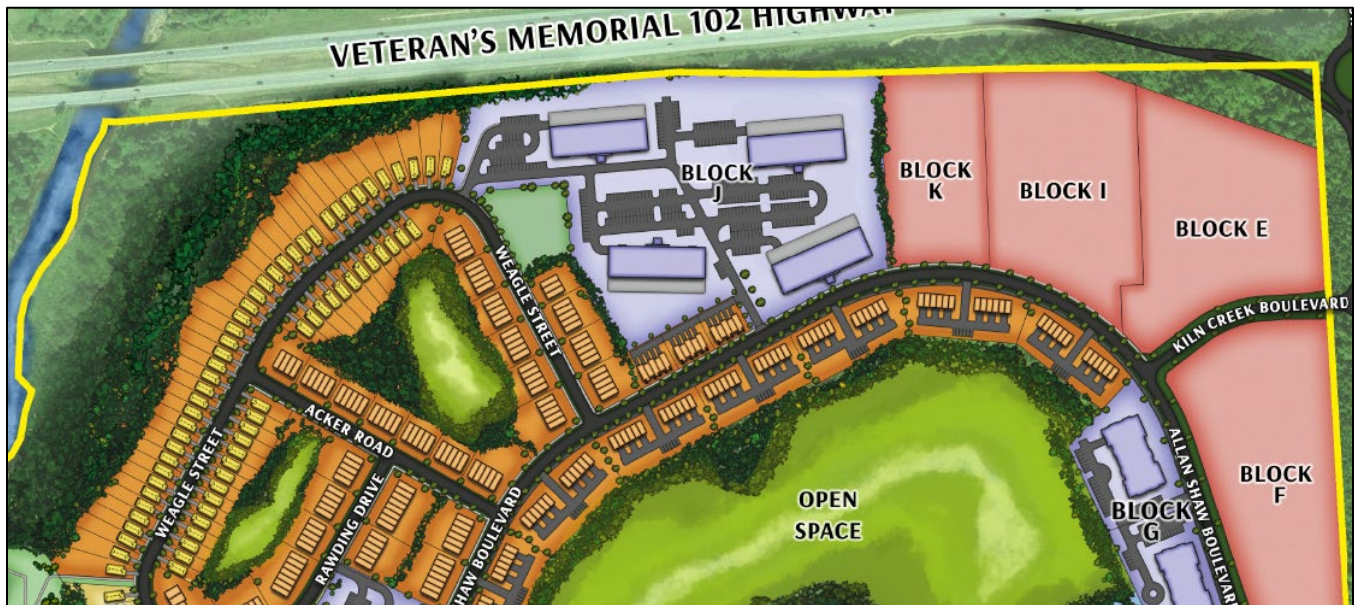 VETERAN'S MEMORIAL 102 HIGHWAY
BLOCK
J
BLOCK
K
BLOCK I
BLOCK E
KILN CREEK BOULEVARD
WEAGLE STREET
ACKER ROAD
WEAGLE STREET
RAWDING DRIVE
SHAW BOULEVARD
OPEN
SPACE
BLOCK
G
ALLAN SHAW BOULEVARD
BLOCK
F